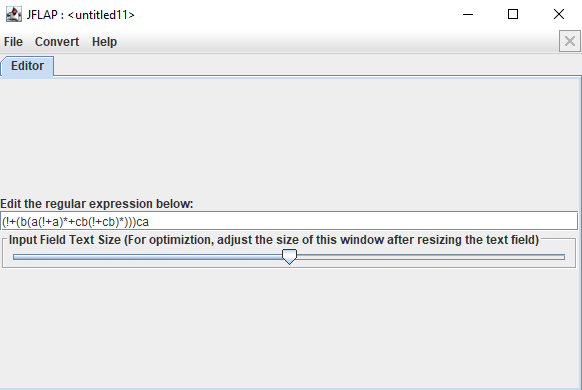 JFLAP : <untitled11>
File Convert Help
Editor
Edit the regular expression below:
(!+(b(a(!+a)*+cb(!+cb)*)))ca
Input Field Text Size (For optimiztion, adjust the size of this window after resizing the text field)